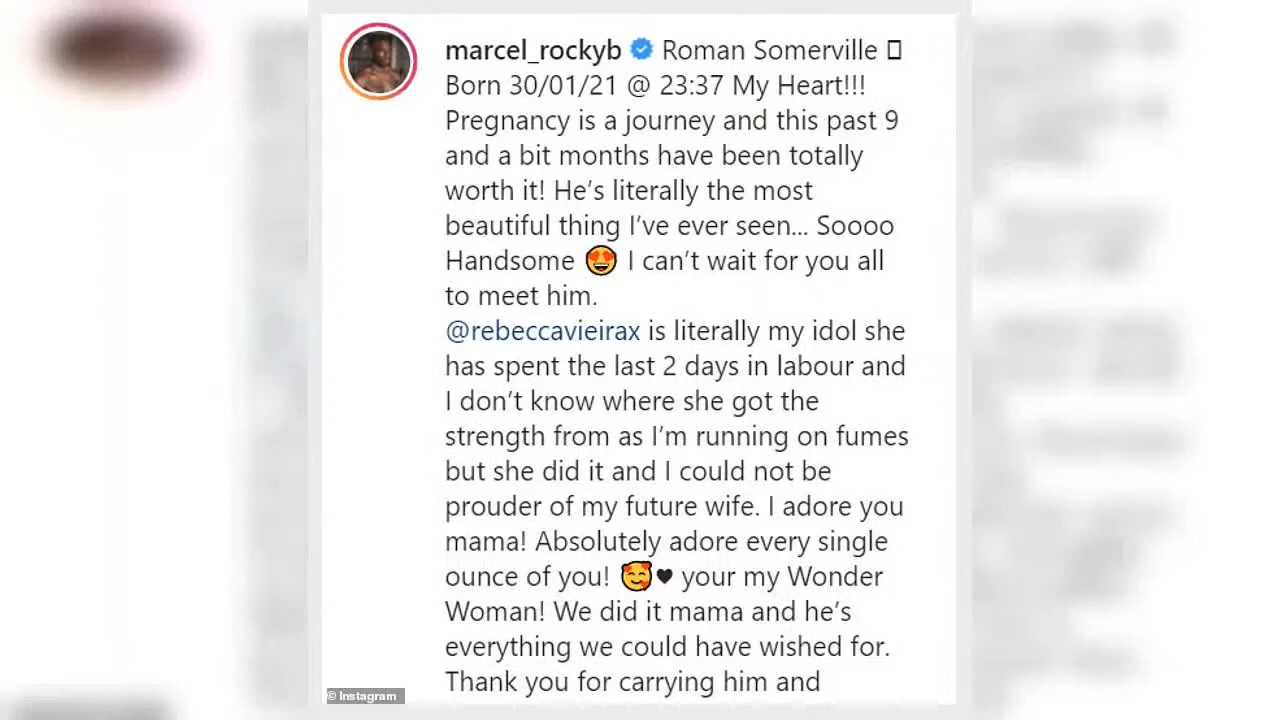 marcel_rockyb Roman Somerville
Born 30/01/21 @ 23:37 My Heart!!!
Pregnancy is a journey and this past 9
and a bit months have been totally
worth it! He’s literally the most
beautiful thing I’ve ever seen... Soooo
Handsome 😍 I can’t wait for you all
to meet him.
@rebeccavieirax is literally my idol she
has spent the last 2 days in labour and
I don’t know where she got the
strength from as I’m running on fumes
but she did it and I could not be
prouder of my future wife. I adore you
mama! Absolutely adore every single
ounce of you! 🥰♥ your my Wonder
Woman! We did it mama and he’s
everything we could have wished for.
Thank you for carrying him and
© Instagram